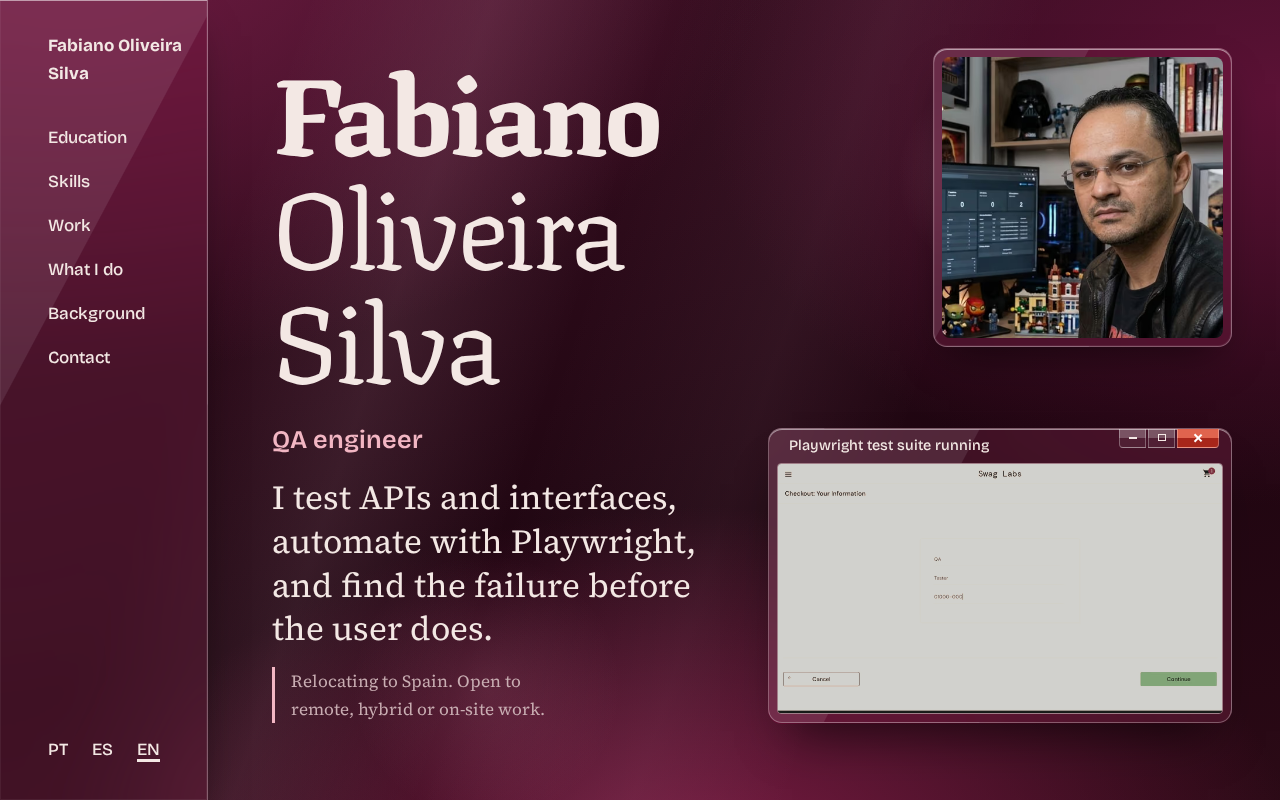 Fabiano Oliveira
Silva
Education
Skills
Work
What I do
Background
Contact
PT ES EN
Fabiano
Oliveira
Silva
QA engineer
I test APIs and interfaces,
automate with Playwright,
and find the failure before
the user does.
Relocating to Spain. Open to
remote, hybrid or on-site work.
Playwright test suite running
Swag Labs
Checkout: Your Information
QA
Tester
Cancel
Continue